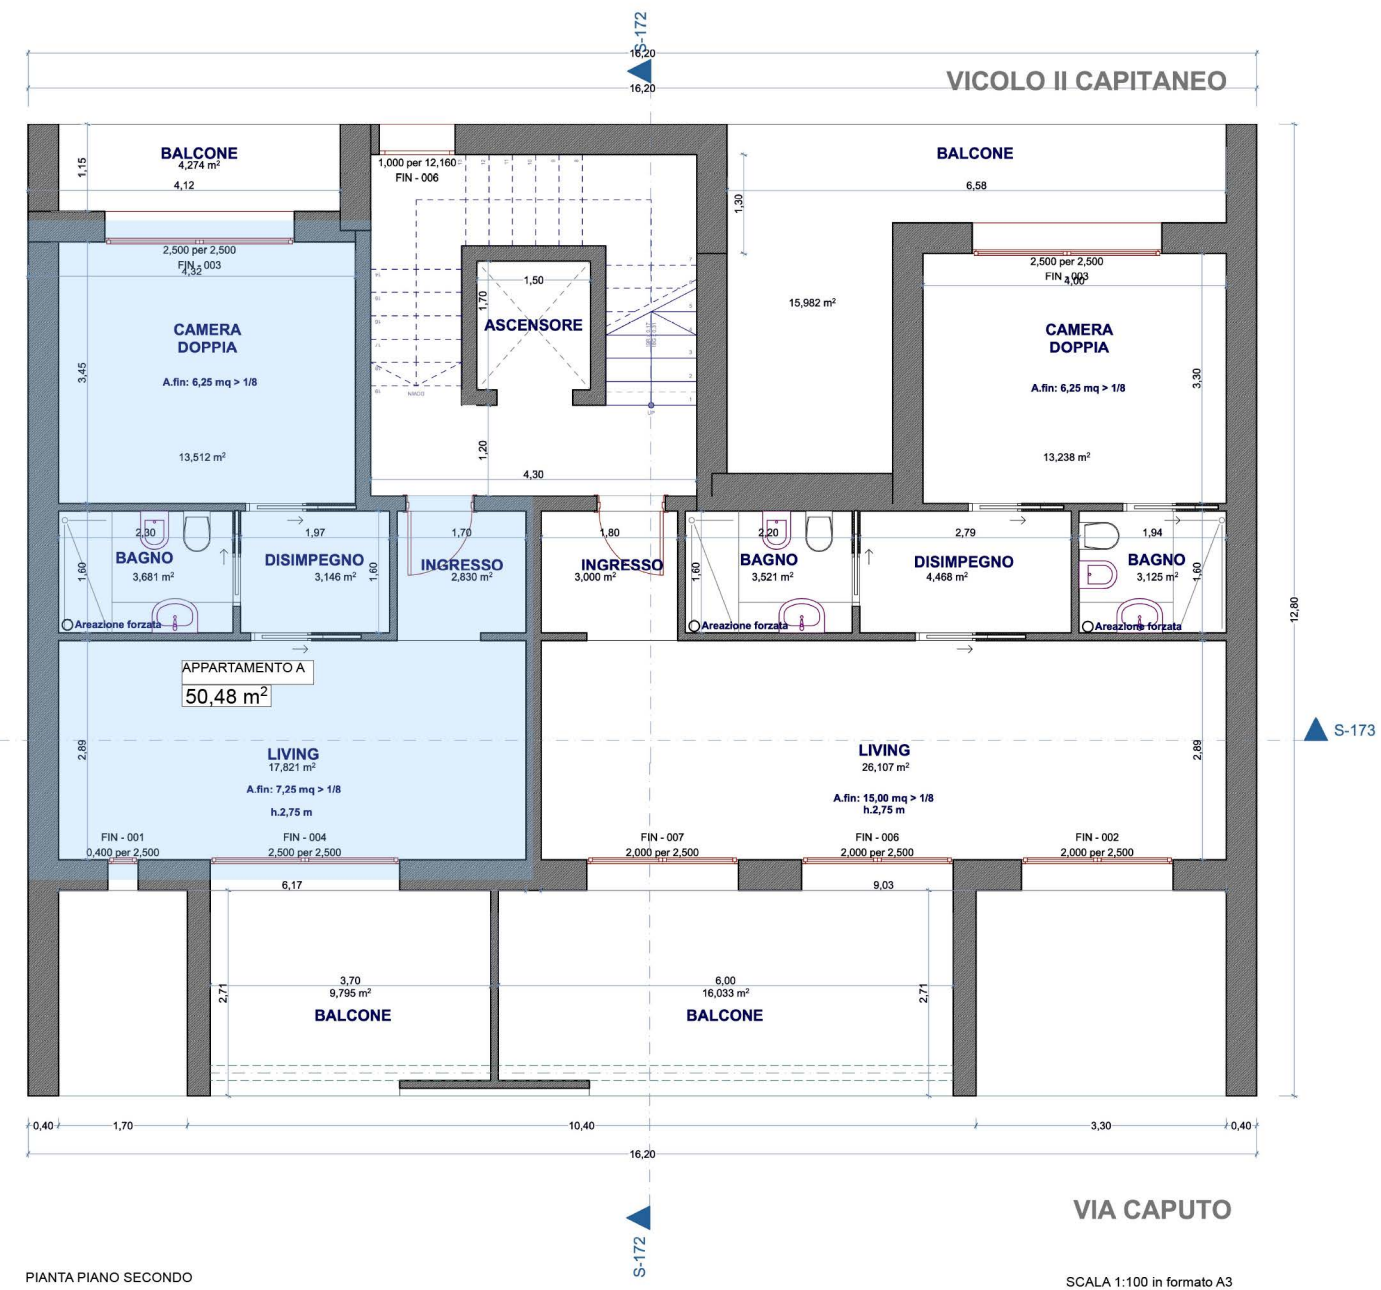 S-172
16,20
16,20
VICOLO II CAPITANEO
BALCONE
4,274 m²
4,12
1,15
1,000 per 12,160
FIN - 006
BALCONE
6,58
1,30
2,500 per 2,500
FIN - 003
4,32
CAMERA
DOPPIA
A.fin: 6,25 mq > 1/8
3,45
13,512 m²
1,50
1,70
ASCENSORE
DOWN
UP
1,20
4,30
15,982 m²
2,500 per 2,500
FIN - 003
4,00
CAMERA
DOPPIA
A.fin: 6,25 mq > 1/8
3,30
13,238 m²
2,30
BAGNO
3,681 m²
1,60
Areazione forzata
1,97
DISIMPEGNO
3,146 m²
1,60
1,70
INGRESSO
2,830 m²
1,80
INGRESSO
3,000 m²
2,20
BAGNO
3,521 m²
1,60
Areazione forzata
2,79
DISIMPEGNO
4,468 m²
1,94
BAGNO
3,125 m²
1,60
Areazione forzata
12,80
APPARTAMENTO A
50,48 m²
2,89
LIVING
17,821 m²
A.fin: 7,25 mq > 1/8
h.2,75 m
LIVING
26,107 m²
A.fin: 15,00 mq > 1/8
h.2,75 m
2,89
S-173
FIN - 001
0,400 per 2,500
FIN - 004
2,500 per 2,500
FIN - 007
2,000 per 2,500
FIN - 006
2,000 per 2,500
FIN - 002
2,000 per 2,500
6,17
9,03
2,71
3,70
9,795 m²
BALCONE
6,00
16,033 m²
BALCONE
2,71
0,40
1,70
10,40
3,30
0,40
16,20
S-172
VIA CAPUTO
PIANTA PIANO SECONDO
SCALA 1:100 in formato A3